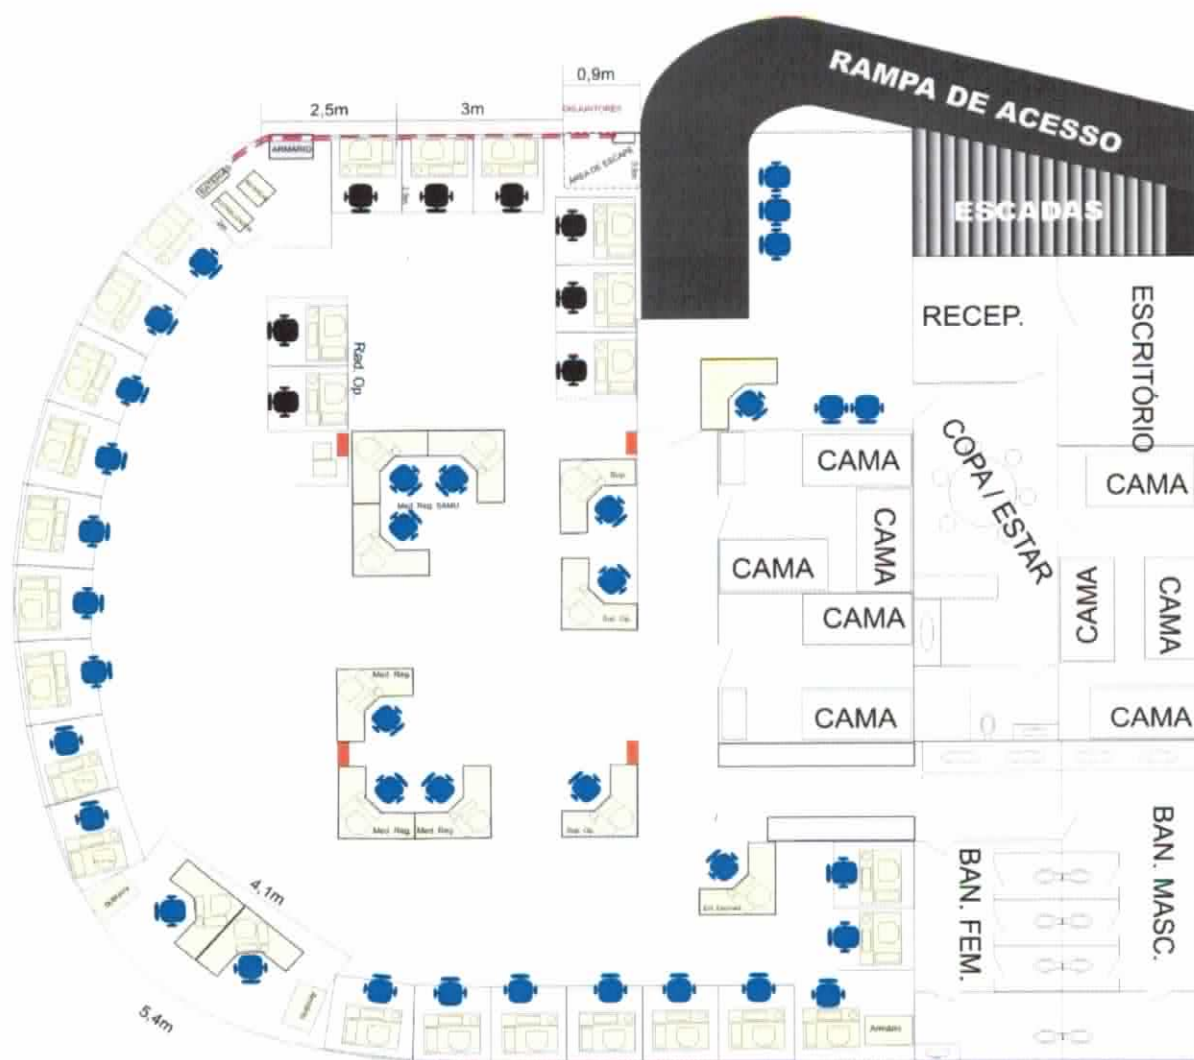 0,9m
2,5m
3m
DISJUNTORES
RAMPA DE ACESSO
ARMÁRIO
ÁREA DE ESCAPE
ESCADAS
RECEP.
ESCRITÓRIO
Rad. Op
COPA / ESTAR
CAMA
CAMA
Sup.
Med. Reg. SAMU
CAMA
CAMA
CAMA
CAMA
CAMA
Sup. Op.
Med. Reg.
CAMA
CAMA
Med. Reg.
Med. Reg.
Sup. Op.
BAN. FEM.
BAN. MASC.
4,1m
5,4m
Armário
Armário